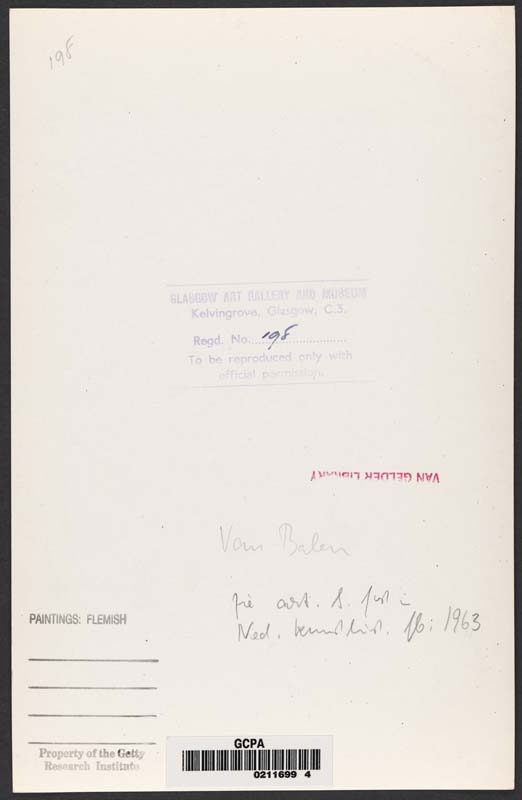 198
GLASGOW ART GALLERY AND MUSEUM
Kelvingrove, Glasgow, C.3.
Regd. No. 198
To be reproduced only with
official permission.
VAN GELDER LIBRARY
Van Balen
zie art. S. in
Ned. kunsthist. jb: 1963
PAINTINGS: FLEMISH
Property of the Getty
Research Institute
GCPA
0211699 4